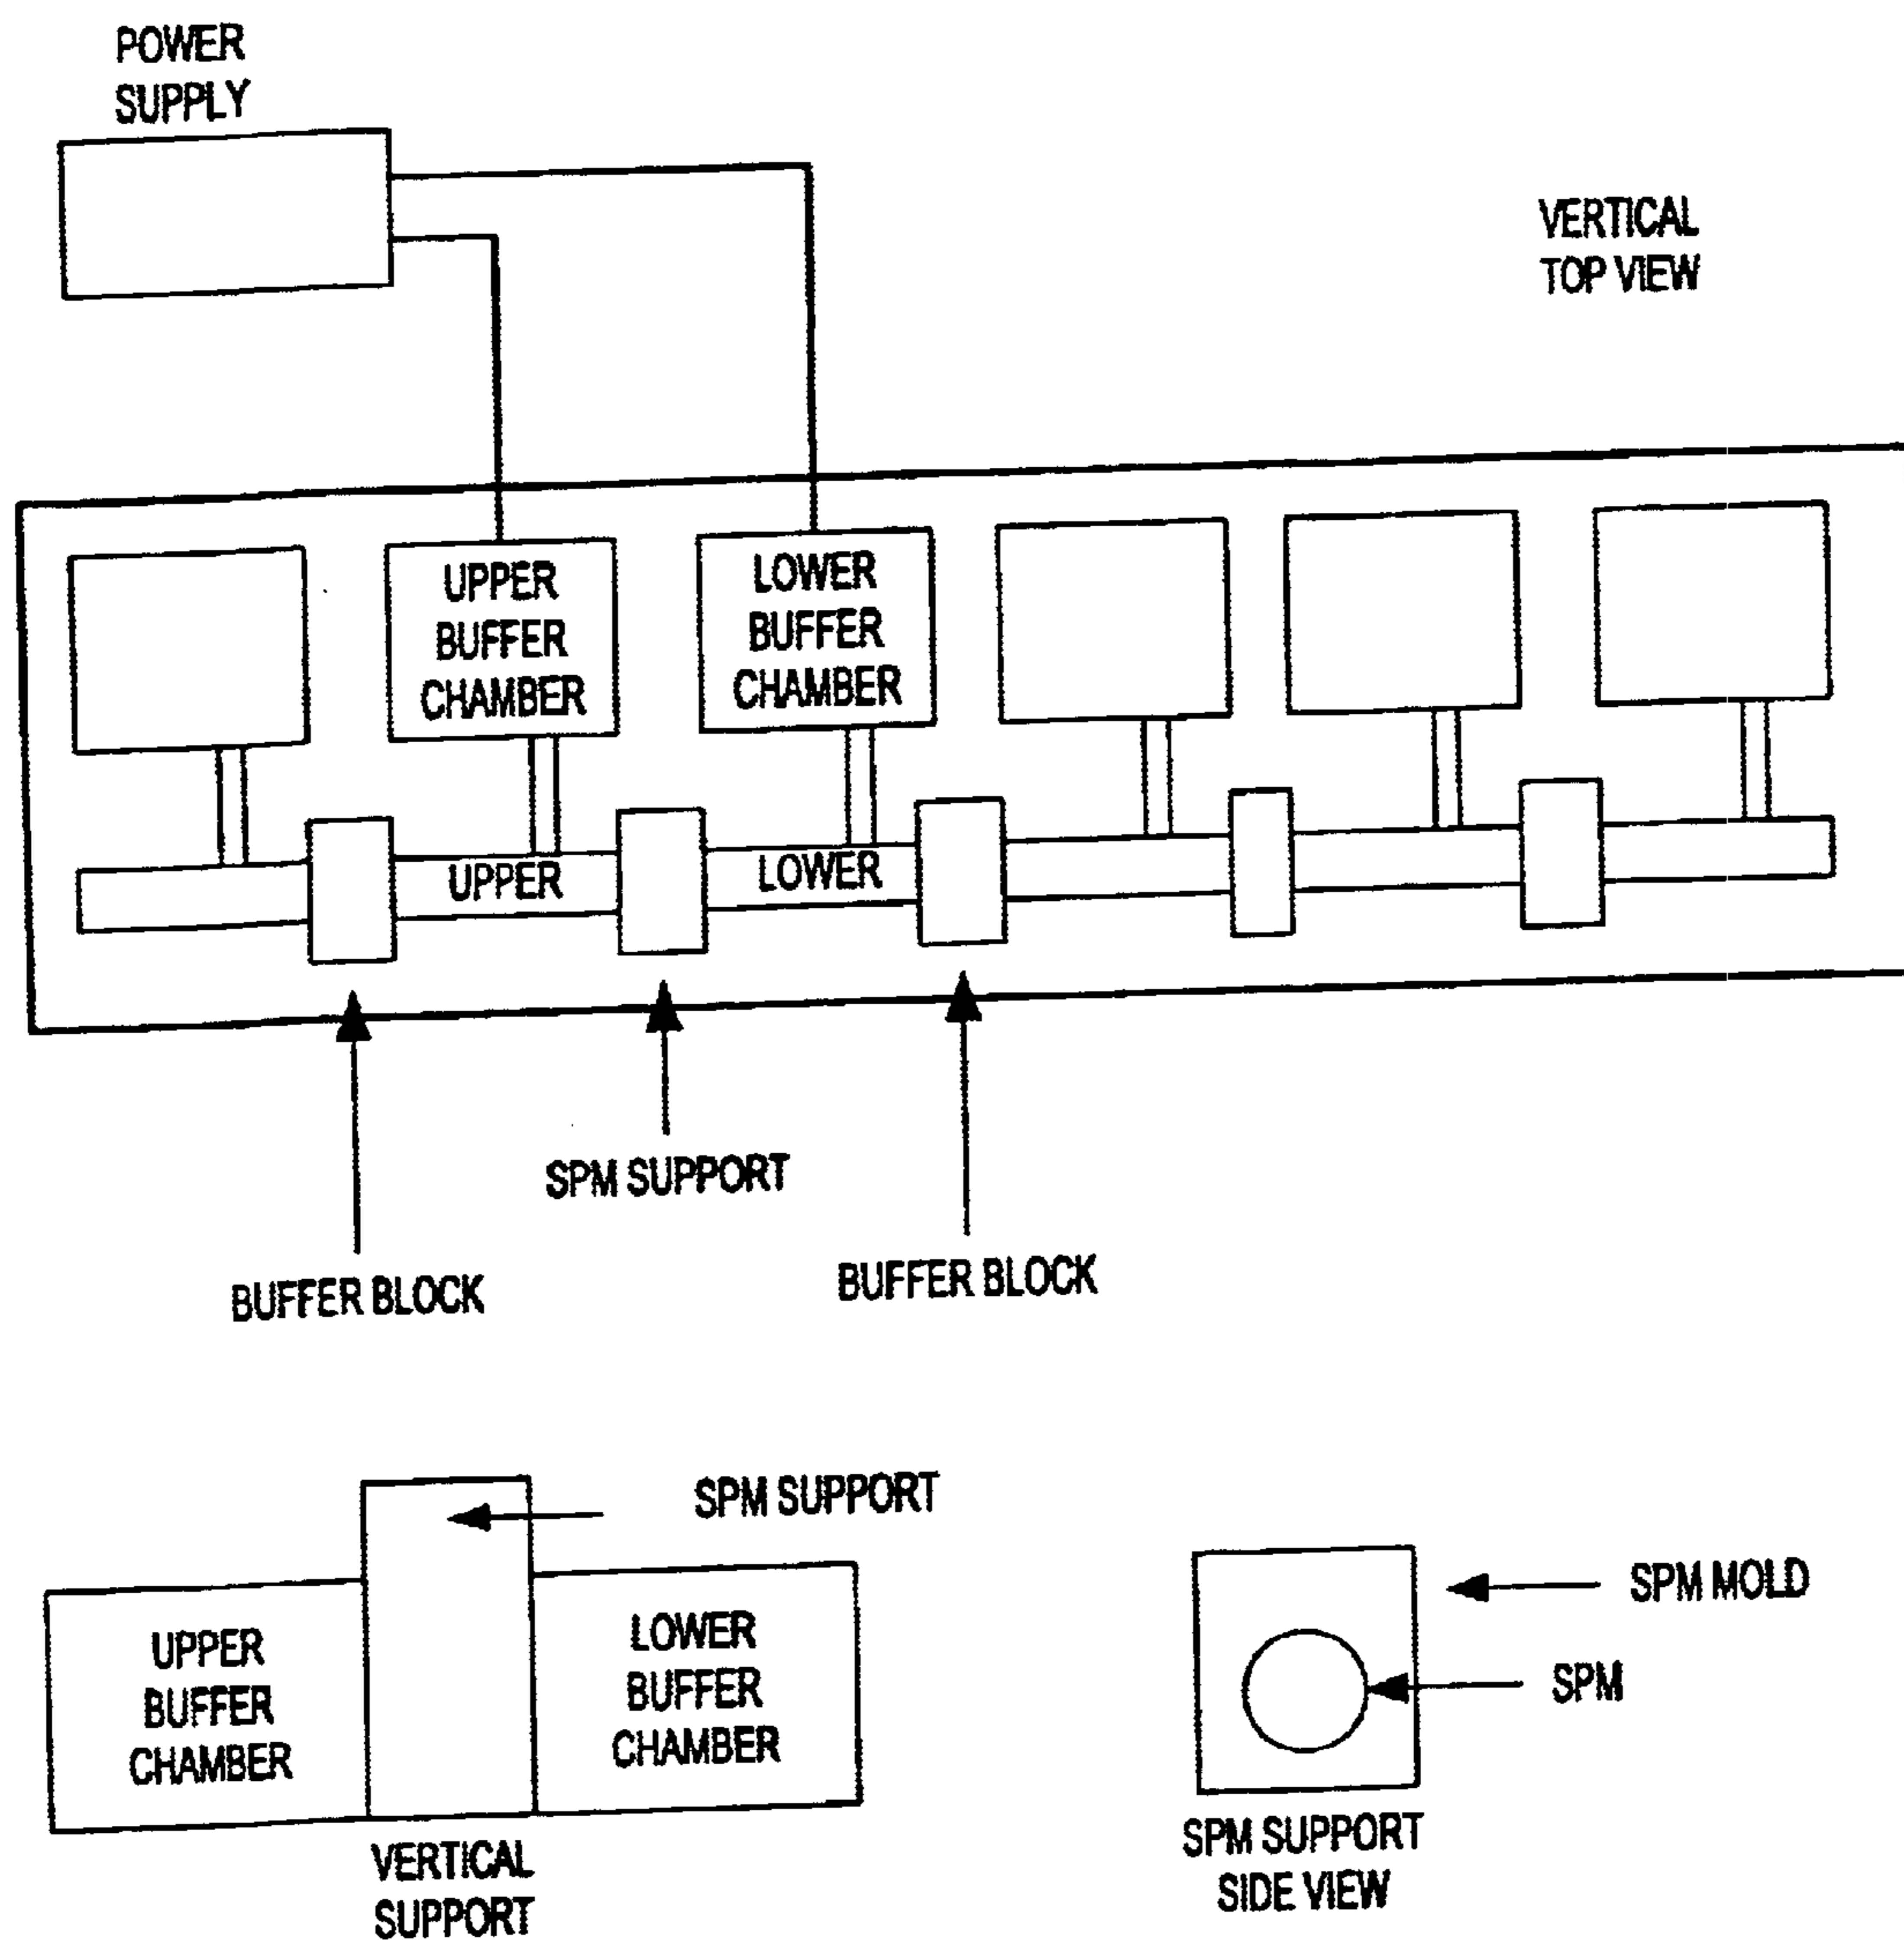 POWER
SUPPLY
VERTICAL
TOP VIEW
UPPER
BUFFER
CHAMBER
LOWER
BUFFER
CHAMBER
UPPER
LOWER
SPM SUPPORT
BUFFER BLOCK
BUFFER BLOCK
SPM SUPPORT
UPPER
BUFFER
CHAMBER
LOWER
BUFFER
CHAMBER
VERTICAL
SUPPORT
SPM MOLD
SPM
SPM SUPPORT
SIDE VIEW